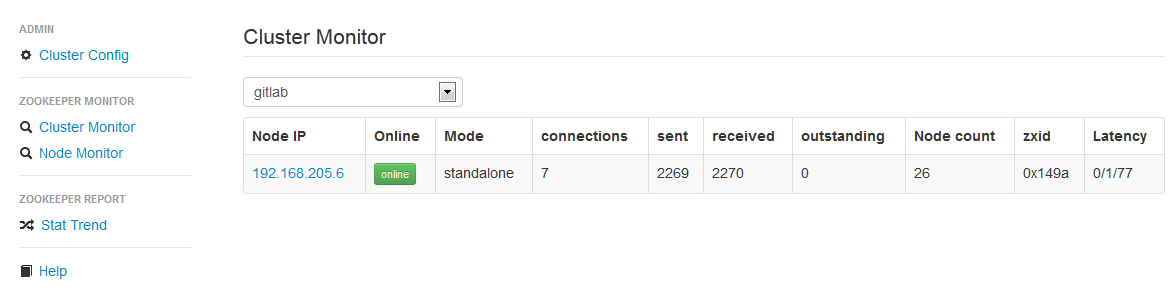 ADMIN
Cluster Config
ZOOKEEPER MONITOR
Cluster Monitor
Node Monitor
ZOOKEEPER REPORT
Stat Trend
Help
Cluster Monitor
gitlab
Node IP Online Mode connections sent received outstanding Node count zxid Latency
192.168.205.6 online standalone 7 2269 2270 0 26 0x149a 0/1/77